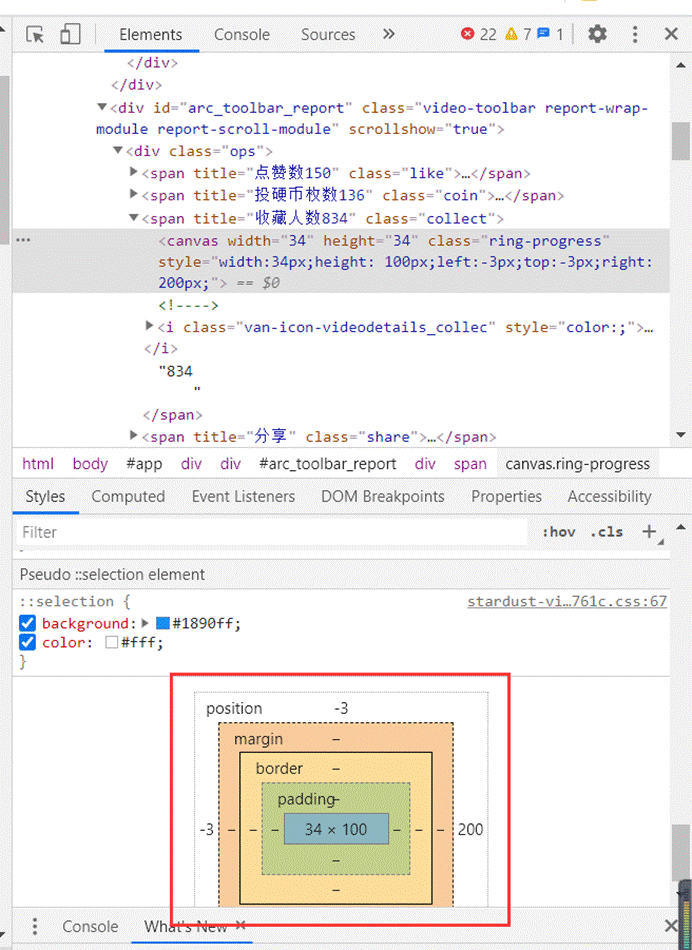 Elements Console Sources » 22 7 1
</div>
</div>
<div id="arc_toolbar_report" class="video-toolbar report-wrap-
module report-scroll-module" scrollshow="true">
<div class="ops">
<span title="点赞数150" class="like">…</span>
<span title="投硬币枚数136" class="coin">…</span>
<span title="收藏人数834" class="collect">
<canvas width="34" height="34" class="ring-progress"
style="width:34px;height: 100px;left:-3px;top:-3px;right:
200px;"> == $0
<!---->
<i class="van-icon-videodetails_collec" style="color:;">…
</i>
"834
"
</span>
<span title="分享" class="share">…</span>
html body #app div div #arc_toolbar_report div span canvas.ring-progress
Styles Computed Event Listeners DOM Breakpoints Properties Accessibility
Filter :hov .cls +
Pseudo ::selection element
::selection { stardust-vi…761c.css:67
background: #1890ff;
color: #fff;
}
position -3
margin –
border –
padding –
-3 – – – 34 × 100 – – – 200
–
–
Console What's New ×